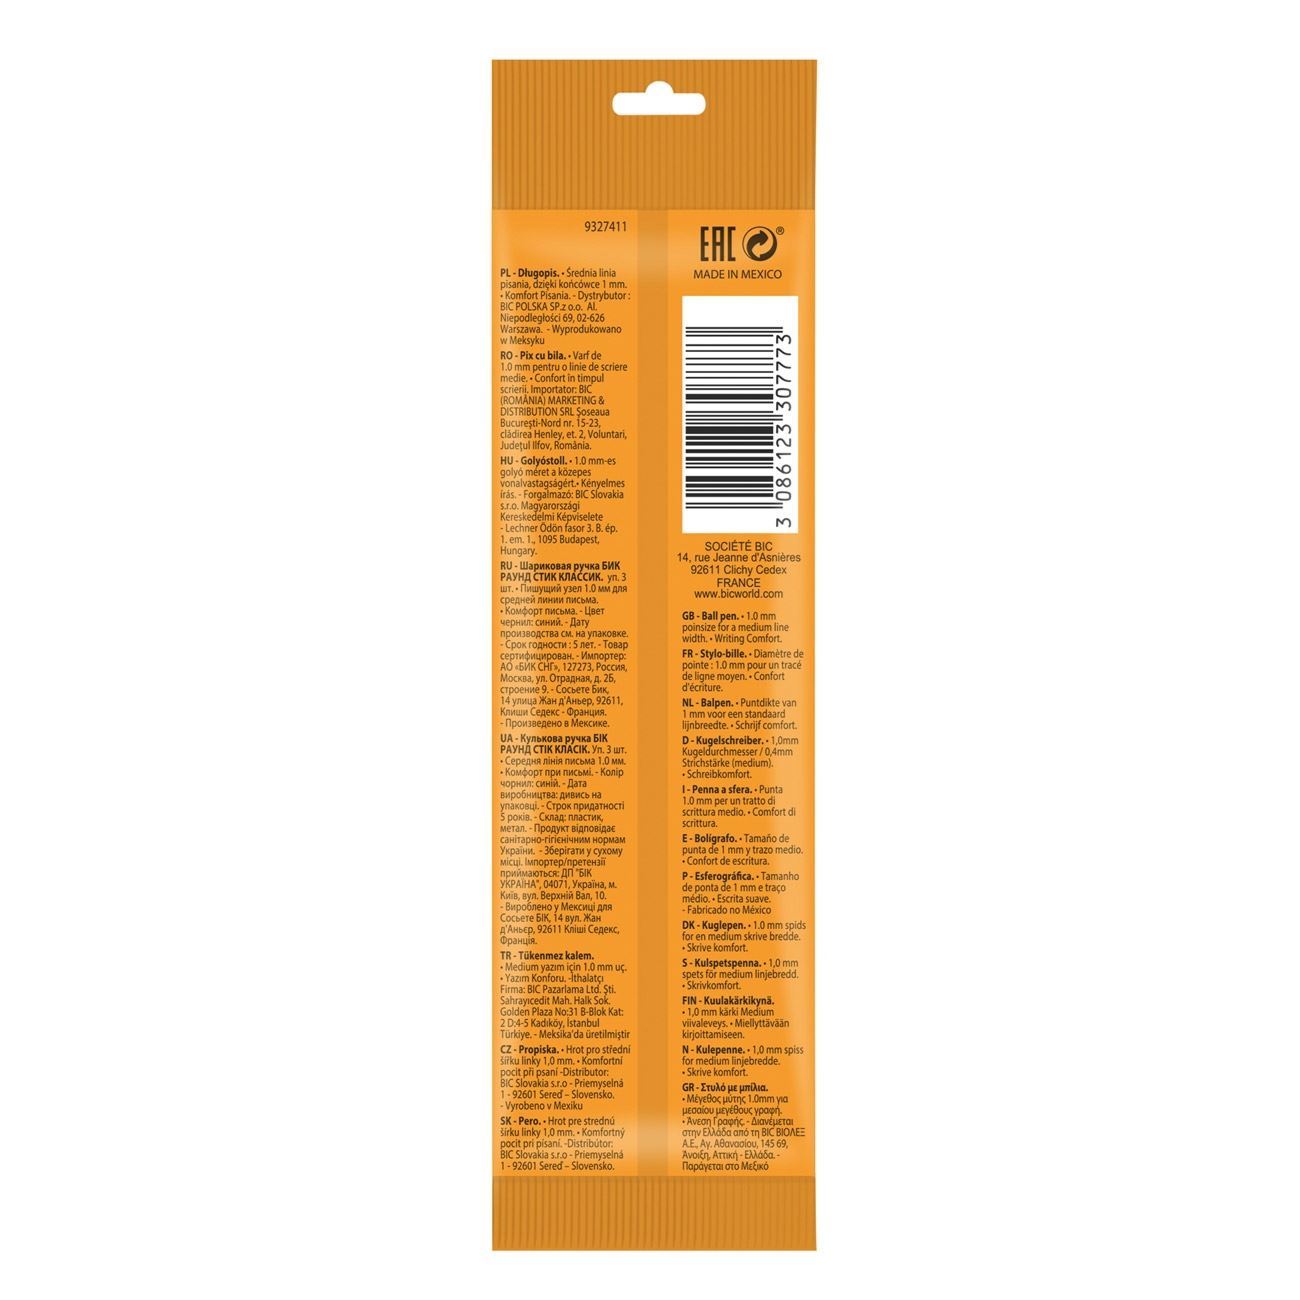 9327411
PL - Długopis. • Średnia linia
pisania, dzięki końcówce 1 mm.
• Komfort Pisania. - Dystrybutor :
BIC POLSKA SP.z o.o. Al.
Niepodległości 69, 02-626
Warszawa. - Wyprodukowano
w Meksyku
RO - Pix cu bila. • Varf de
1.0 mm pentru o linie de scriere
medie. • Confort în timpul
scrierii. Importator: BIC
(ROMÂNIA) MARKETING &
DISTRIBUTION SRL Şoseaua
Bucureşti-Nord nr. 15-23,
clădirea Henley, et. 2, Voluntari,
Judeţul Ilfov, România.
HU - Golyóstoll. • 1.0 mm-es
golyó méret a közepes
vonalvastagságért.• Kényelmes
írás. - Forgalmazó: BIC Slovakia
s.r.o. Magyarországi
Kereskedelmi Képviselete
- Lechner Ödön fasor 3. B. ép.
1. em. 1., 1095 Budapest,
Hungary.
RU - Шариковая ручка БИК
РАУНД СТИК КЛАССИК. уп. 3
шт. • Пишущий узел 1.0 мм для
средней линии письма.
• Комфорт письма. - Цвет
чернил: синий. - Дату
производства см. на упаковке.
- Срок годности : 5 лет. - Товар
сертифицирован. - Импортер:
АО «БИК СНГ», 127273, Россия,
Москва, ул. Отрадная, д. 2Б,
строение 9. - Сосьете Бик,
14 улица Жан д'Аньер, 92611,
Клиши Седекс - Франция.
- Произведено в Мексике.
UA - Кулькова ручка БІК
РАУНД СТІК КЛАСІК. Уп. 3 шт.
• Середня лінія письма 1.0 мм.
• Комфорт при письмі. - Колір
чорнил: синій. - Дата
виробництва: дивись на
упаковці. - Строк придатності
5 років. - Склад: пластик,
метал. - Продукт відповідає
санітарно-гігієнічним нормам
України. - Зберігати у сухому
місці. Імпортер/претензії
приймаються: ДП "БІК
УКРАЇНА", 04071, Україна, м.
Київ, вул. Верхній Вал, 10.
- Вироблено у Мексиці для
Сосьете БІК, 14 вул. Жан
д'Аньєр, 92611 Кліші Седекс,
Франція.
TR - Tükenmez kalem.
• Medium yazım için 1.0 mm uç.
• Yazım Konforu. -İthalatçı
Firma: BIC Pazarlama Ltd. Şti.
Sahrayıcedit Mah. Halk Sok.
Golden Plaza No:31 B-Blok Kat:
2 D:4-5 Kadıköy, İstanbul
Türkiye. - Meksika'da üretilmiştir
CZ - Propiska. • Hrot pro střední
šířku linky 1,0 mm. • Komfortní
pocit při psaní -Distributor:
BIC Slovakia s.r.o - Priemyselná
1 - 92601 Sereď – Slovensko.
- Vyrobeno v Mexiku
SK - Pero. • Hrot pre strednú
šírku linky 1,0 mm. • Komfortný
pocit pri písaní. -Distribútor:
BIC Slovakia s.r.o - Priemyselná
1 - 92601 Sereď – Slovensko.
EAC ®
MADE IN MEXICO
3 086123 307773
SOCIÉTÉ BIC
14, rue Jeanne d'Asnières
92611 Clichy Cedex
FRANCE
www.bicworld.com
GB - Ball pen. • 1.0 mm
poinsize for a medium line
width. • Writing Comfort.
FR - Stylo-bille. • Diamètre de
pointe : 1.0 mm pour un tracé
de ligne moyen. • Confort
d'écriture.
NL - Balpen. • Puntdikte van
1 mm voor een standaard
lijnbreedte. • Schrijf comfort.
D - Kugelschreiber. • 1,0mm
Kugeldurchmesser / 0,4mm
Strichstärke (medium).
• Schreibkomfort.
I - Penna a sfera. • Punta
1.0 mm per un tratto di
scrittura medio. • Comfort di
scrittura.
E - Bolígrafo. • Tamaño de
punta de 1 mm y trazo medio.
• Confort de escritura.
P - Esferográfica. • Tamanho
de ponta de 1 mm e traço
médio. • Escrita suave.
- Fabricado no México
DK - Kuglepen. • 1.0 mm spids
for en medium skrive bredde.
• Skrive komfort.
S - Kulspetspenna. • 1,0 mm
spets för medium linjebredd.
• Skrivkomfort.
FIN - Kuulakärkikynä.
• 1,0 mm kärki Medium
viivaleveys. • Miellyttävään
kirjoittamiseen.
N - Kulepenne. • 1,0 mm spiss
for medium linjebredde.
• Skrive komfort.
GR - Στυλό με μπίλια.
• Μέγεθος μύτης 1.0mm για
μεσαίου μεγέθους γραφή.
• Άνεση Γραφής. - Διανέμεται
στην Ελλάδα από τη BIC ΒΙΟΛΕΞ
Α.Ε., Αγ. Αθανασίου, 145 69,
Άνοιξη, Αττική - Ελλάδα. -
Παράγεται στο Μεξικό